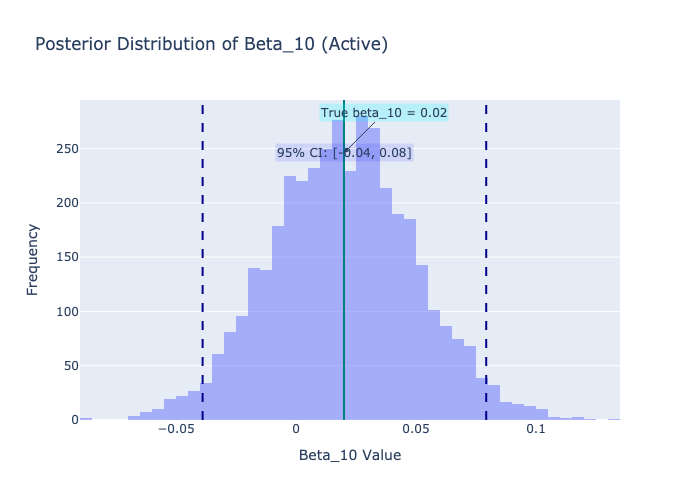 Posterior Distribution of Beta_10 (Active)
True beta_10 = 0.02
95% CI: [-0.04, 0.08]
250
200
150
100
50
0
Frequency
−0.05
0
0.05
0.1
Beta_10 Value